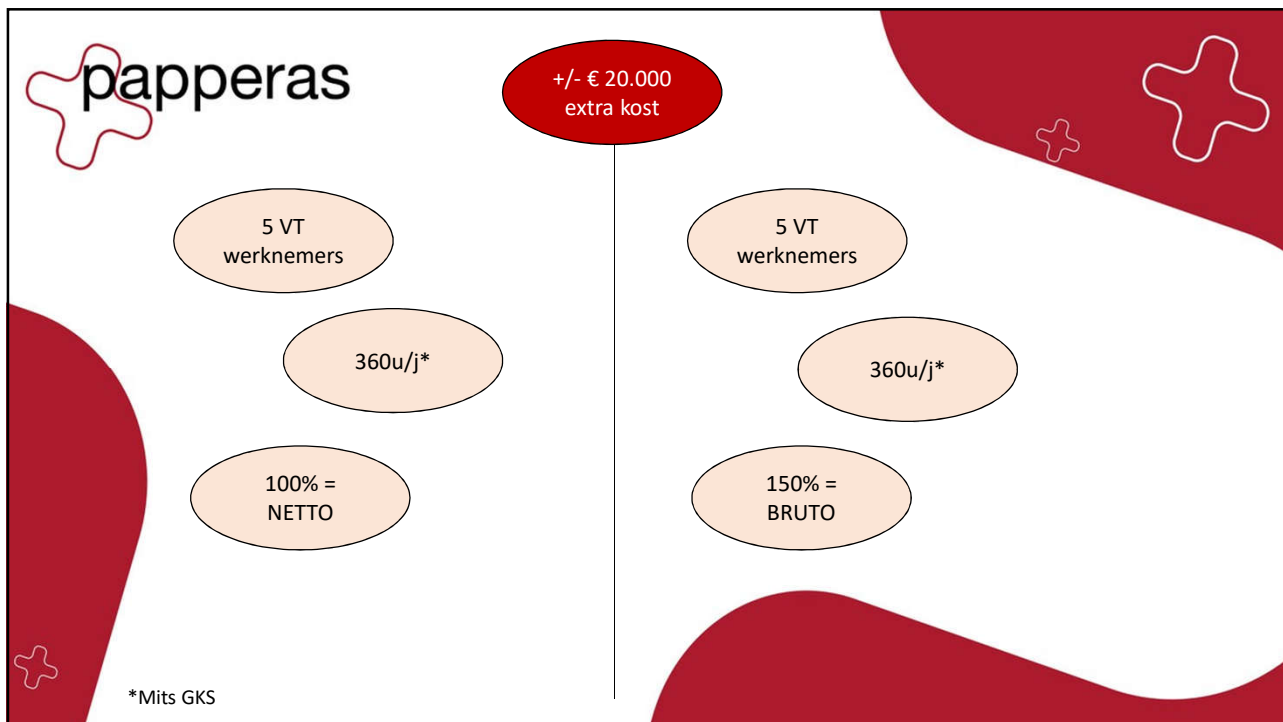 papperas
+/- € 20.000
extra kost
5 VT
werknemers
360u/j*
100% =
NETTO
5 VT
werknemers
360u/j*
150% =
BRUTO
*Mits GKS